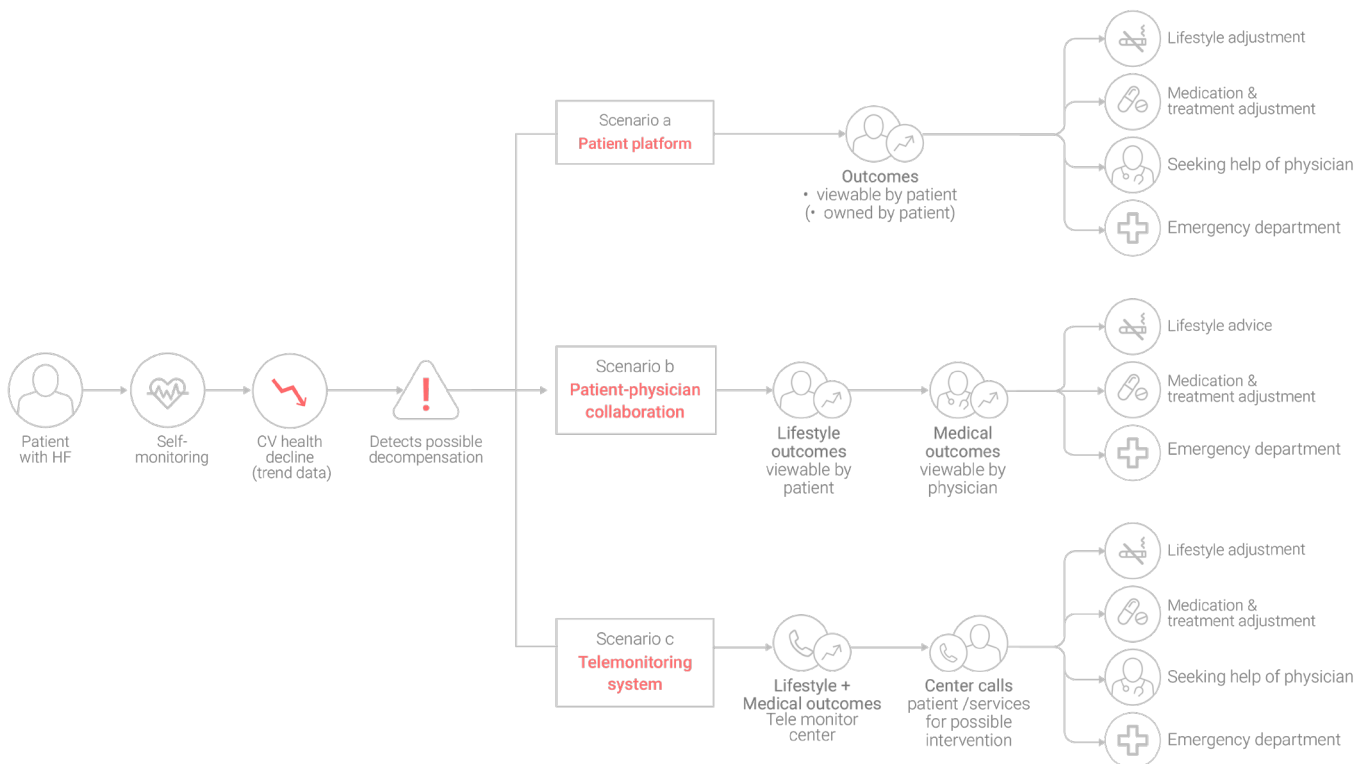 Patient
with HF
Self-
monitoring
CV health
decline
(trend data)
Detects possible
decompensation
Scenario a
Patient platform
Outcomes
• viewable by patient
(• owned by patient)
Lifestyle adjustment
Medication &
treatment adjustment
Seeking help of physician
Emergency department
Scenario b
Patient-physician
collaboration
Lifestyle
outcomes
viewable by
patient
Medical
outcomes
viewable by
physician
Lifestyle advice
Medication &
treatment adjustment
Emergency department
Scenario c
Telemonitoring
system
Lifestyle +
Medical outcomes
Tele monitor
center
Center calls
patient /services
for possible
intervention
Lifestyle adjustment
Medication &
treatment adjustment
Seeking help of physician
Emergency department